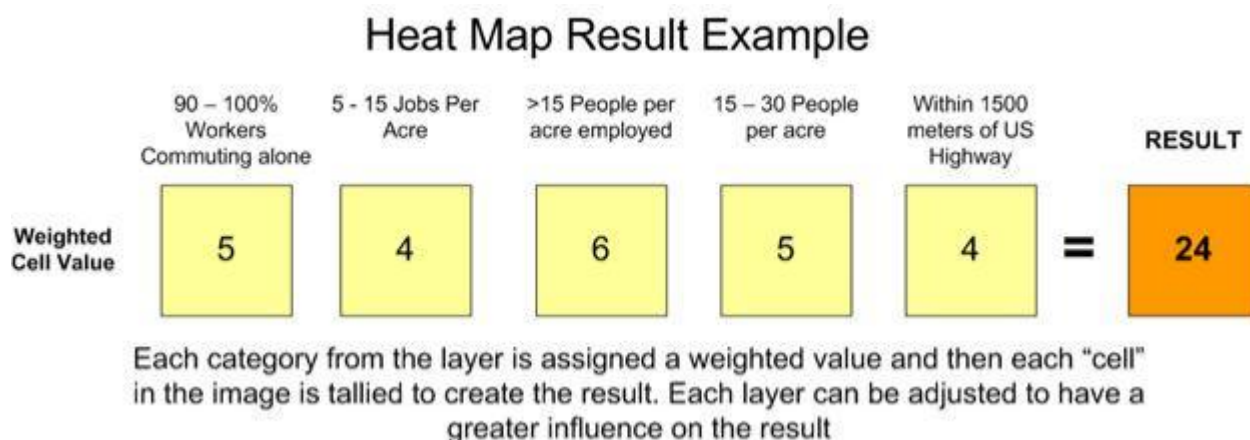 Heat Map Result Example
90 – 100%
Workers
Commuting alone
5 - 15 Jobs Per
Acre
>15 People per
acre employed
15 – 30 People
per acre
Within 1500
meters of US
Highway
RESULT
Weighted
Cell Value
5
4
6
5
4
=
24
Each category from the layer is assigned a weighted value and then each “cell”
in the image is tallied to create the result. Each layer can be adjusted to have a
greater influence on the result